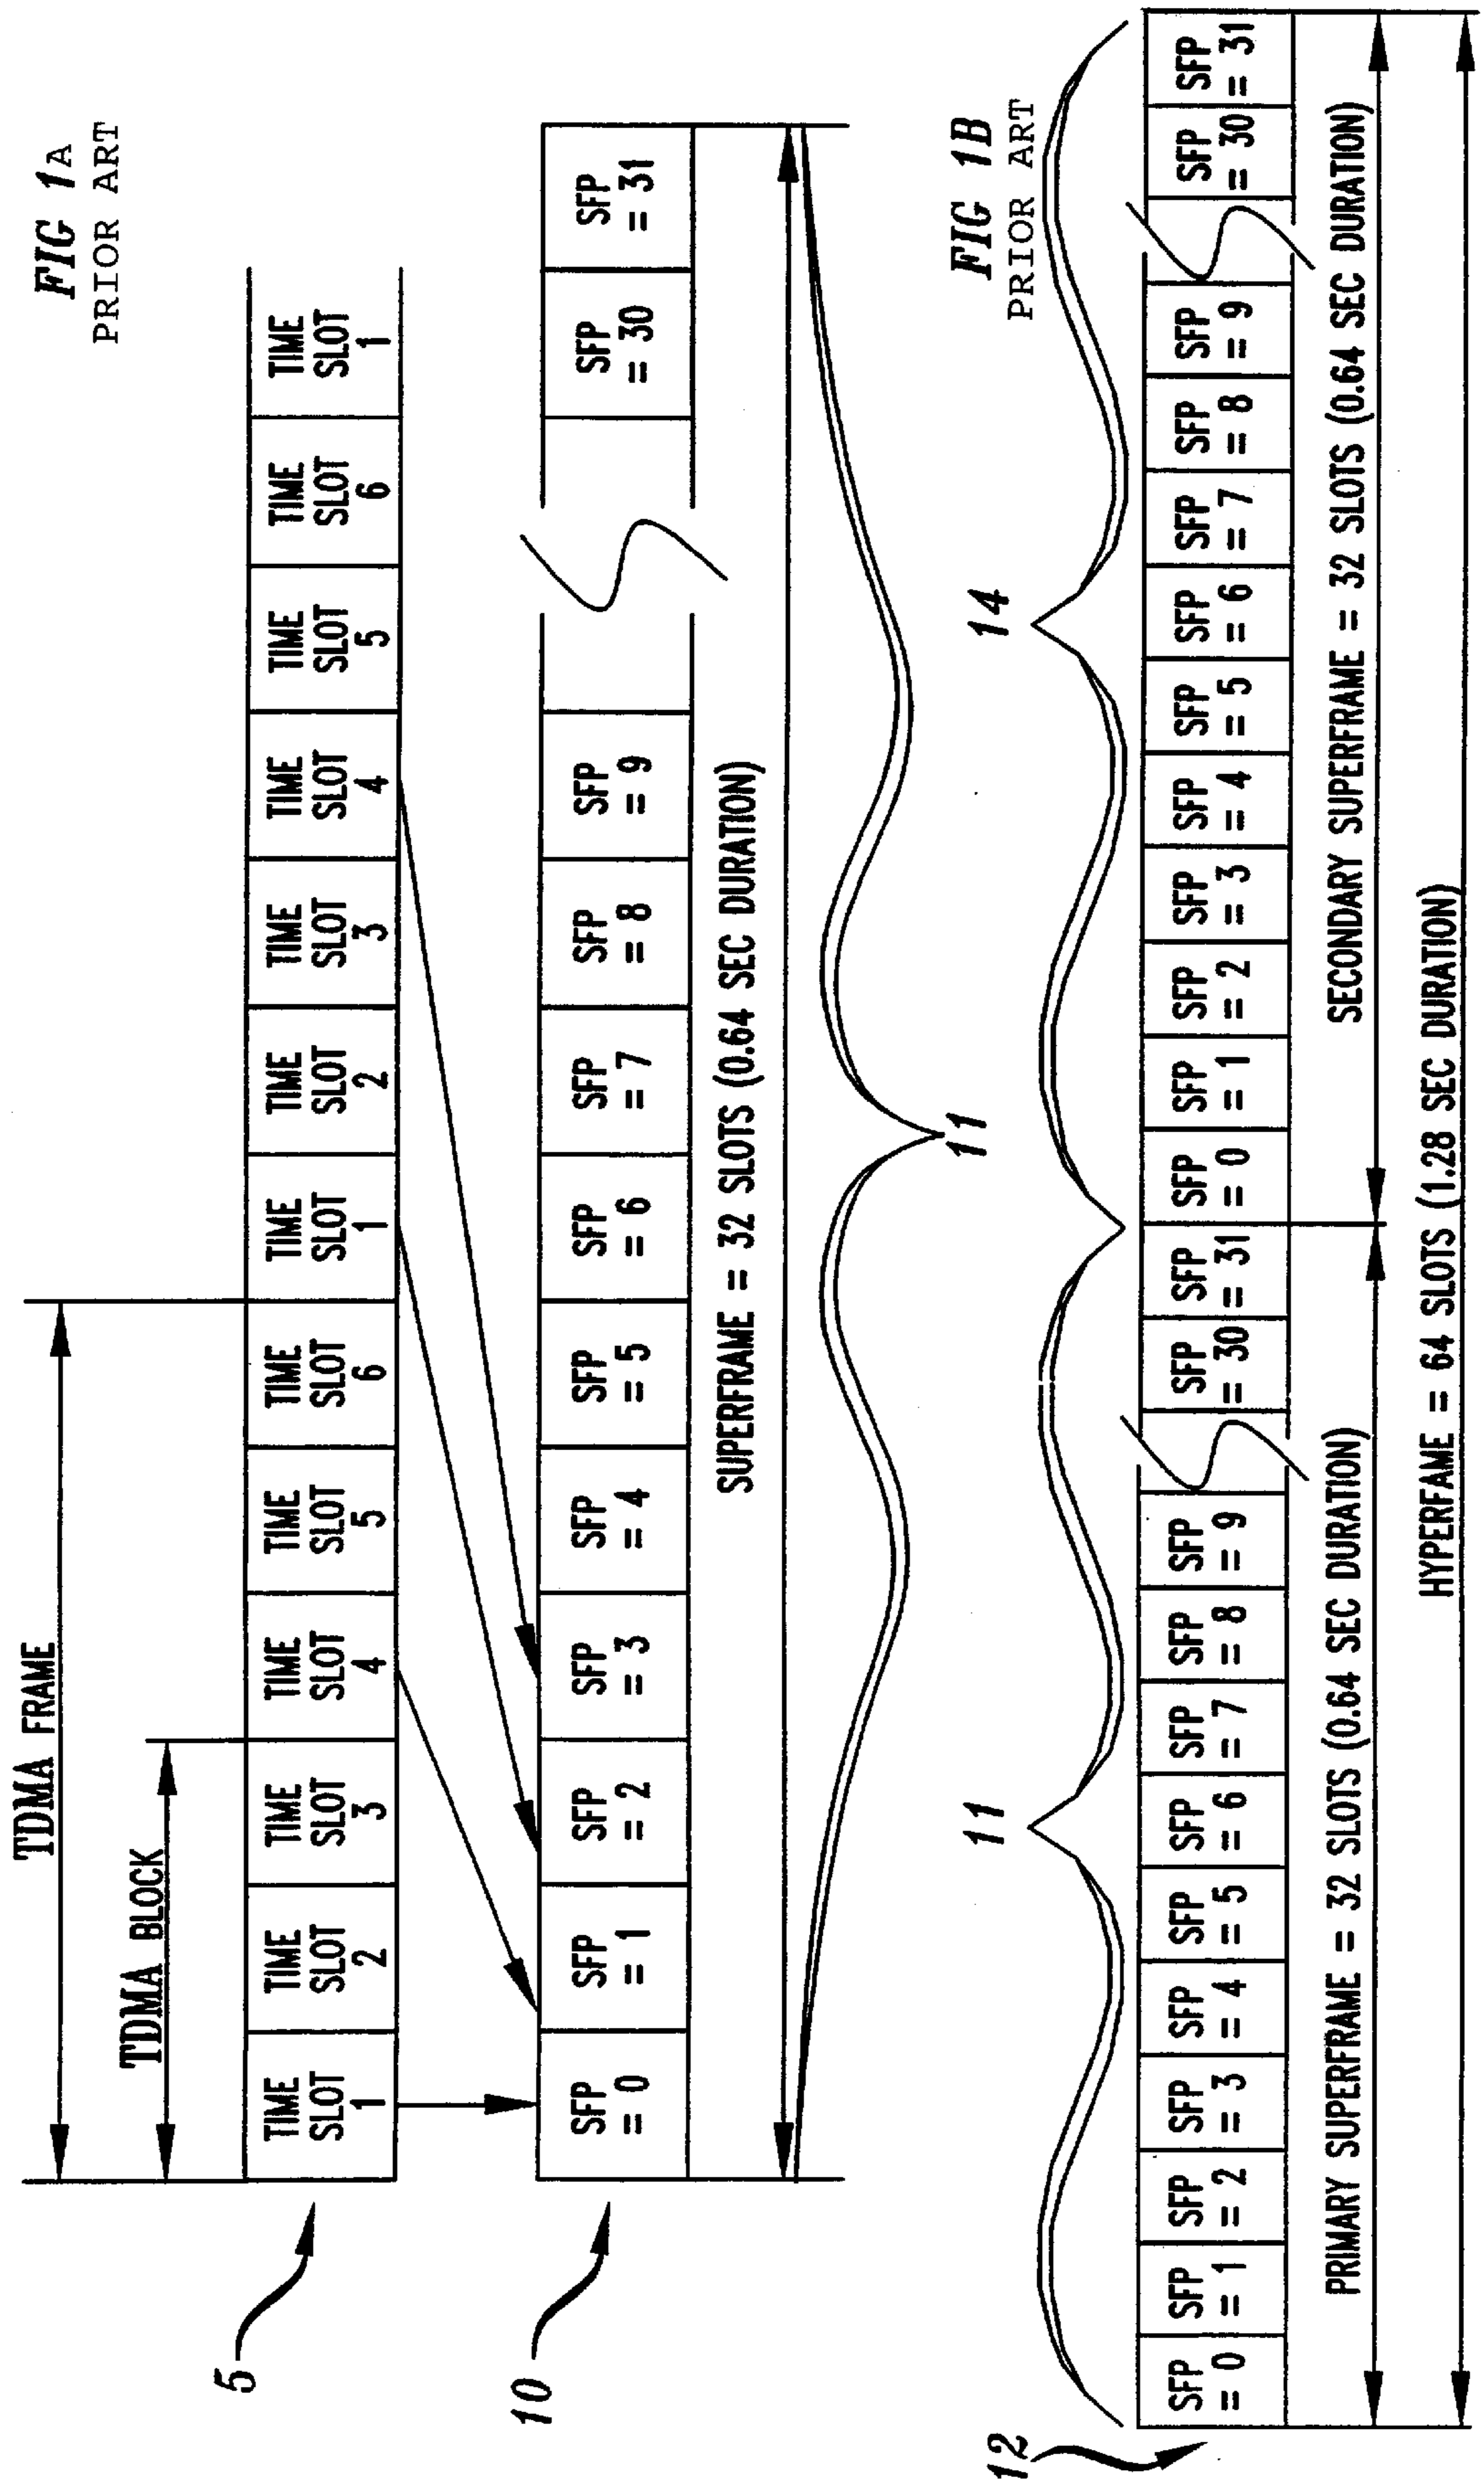 FIG 1A
PRIOR ART
TDMA FRAME
TDMA BLOCK
5
TIME SLOT 1
TIME SLOT 2
TIME SLOT 3
TIME SLOT 4
TIME SLOT 5
TIME SLOT 6
TIME SLOT 1
TIME SLOT 2
TIME SLOT 3
TIME SLOT 4
TIME SLOT 5
TIME SLOT 6
TIME SLOT 1
10
SFP = 0
SFP = 1
SFP = 2
SFP = 3
SFP = 4
SFP = 5
SFP = 6
SFP = 7
SFP = 8
SFP = 9
SFP = 30
SFP = 31
SUPERFRAME = 32 SLOTS (0.64 SEC DURATION)
11
FIG 1B
PRIOR ART
11
14
12
SFP = 0
SFP = 1
SFP = 2
SFP = 3
SFP = 4
SFP = 5
SFP = 6
SFP = 7
SFP = 8
SFP = 9
SFP = 30
SFP = 31
SFP = 0
SFP = 1
SFP = 2
SFP = 3
SFP = 4
SFP = 5
SFP = 6
SFP = 7
SFP = 8
SFP = 9
SFP = 30
SFP = 31
PRIMARY SUPERFRAME = 32 SLOTS (0.64 SEC DURATION)
SECONDARY SUPERFRAME = 32 SLOTS (0.64 SEC DURATION)
HYPERFAME = 64 SLOTS (1.28 SEC DURATION)